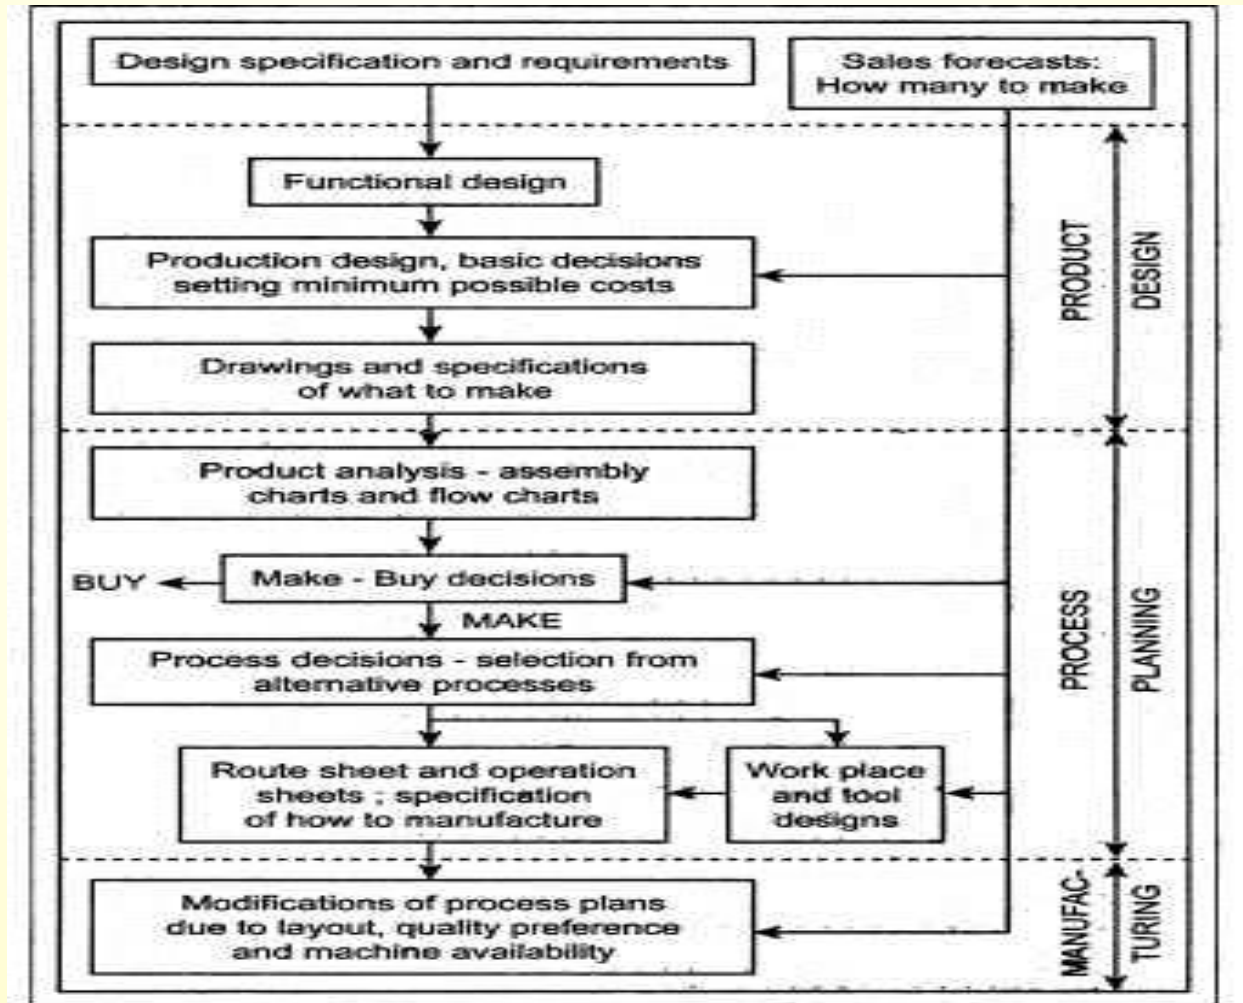 Design specification and requirements
Sales forecasts:
How many to make
Functional design
Production design, basic decisions
setting minimum possible costs
Drawings and specifications
of what to make
PRODUCT
DESIGN
Product analysis - assembly
charts and flow charts
BUY
Make - Buy decisions
MAKE
Process decisions - selection from
alternative processes
Route sheet and operation
sheets ; specification
of how to manufacture
Work place
and tool
designs
PROCESS
PLANNING
Modifications of process plans
due to layout, quality preference
and machine availability
MANUFAC-
TURING